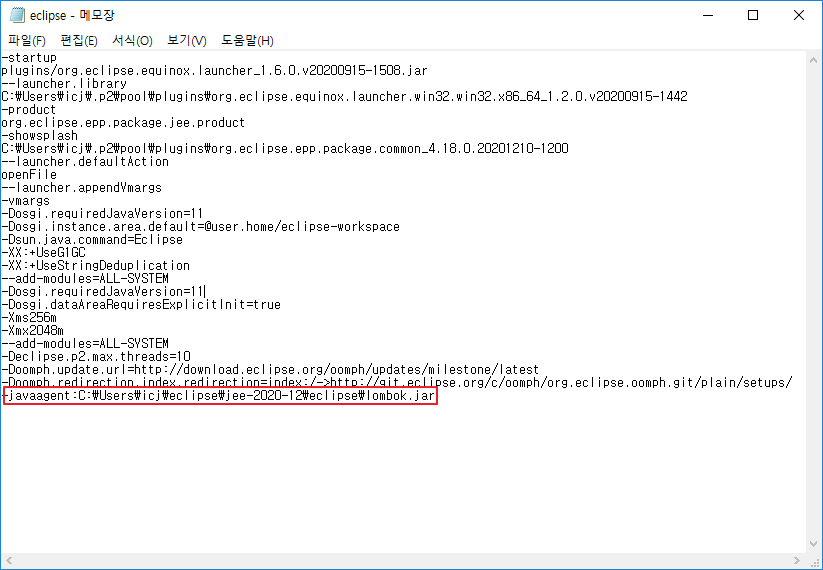 eclipse - 메모장
파일(F) 편집(E) 서식(O) 보기(V) 도움말(H)
-startup
plugins/org.eclipse.equinox.launcher_1.6.0.v20200915-1508.jar
--launcher.library
C:₩Users₩icj₩.p2₩pool₩plugins₩org.eclipse.equinox.launcher.win32.win32.x86_64_1.2.0.v20200915-1442
-product
org.eclipse.epp.package.jee.product
-showsplash
C:₩Users₩icj₩.p2₩pool₩plugins₩org.eclipse.epp.package.common_4.18.0.20201210-1200
--launcher.defaultAction
openFile
--launcher.appendVmargs
-vmargs
-Dosgi.requiredJavaVersion=11
-Dosgi.instance.area.default=@user.home/eclipse-workspace
-Dsun.java.command=Eclipse
-XX:+UseG1GC
-XX:+UseStringDeduplication
--add-modules=ALL-SYSTEM
-Dosgi.requiredJavaVersion=11
-Dosgi.dataAreaRequiresExplicitInit=true
-Xms256m
-Xmx2048m
--add-modules=ALL-SYSTEM
-Declipse.p2.max.threads=10
-Doomph.update.url=http://download.eclipse.org/oomph/updates/milestone/latest
-Doomph.redirection.index.redirection=index:/->http://git.eclipse.org/c/oomph/org.eclipse.oomph.git/plain/setups/
-javaagent:C:₩Users₩icj₩eclipse₩jee-2020-12₩eclipse₩lombok.jar